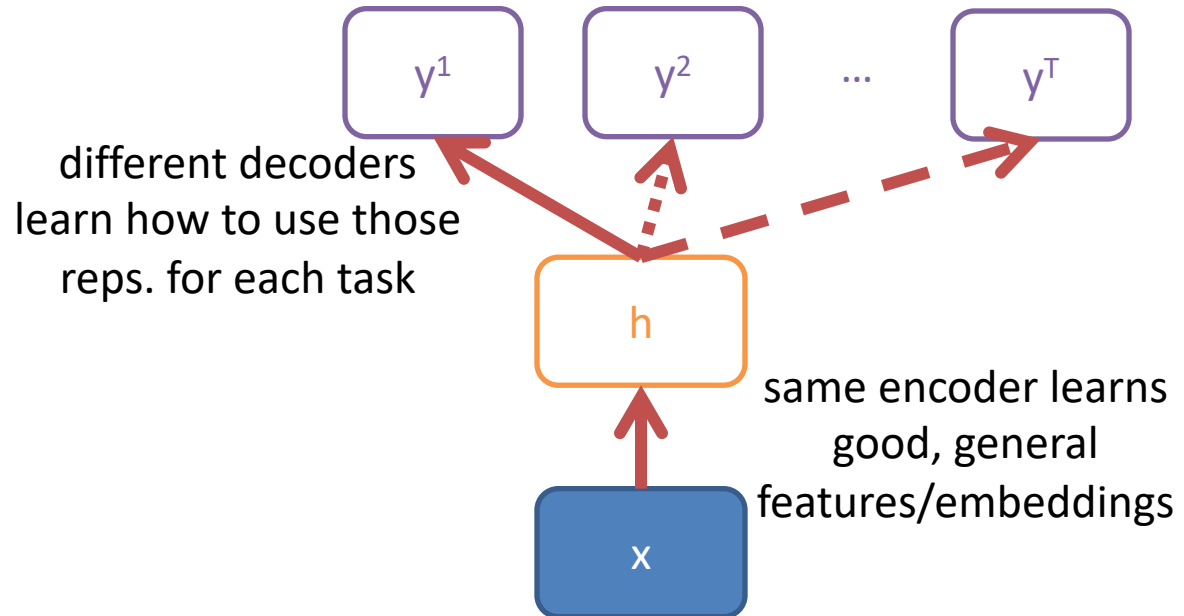 y¹ y² ... yᵀ
different decoders
learn how to use those
reps. for each task
h
same encoder learns
good, general
features/embeddings
x